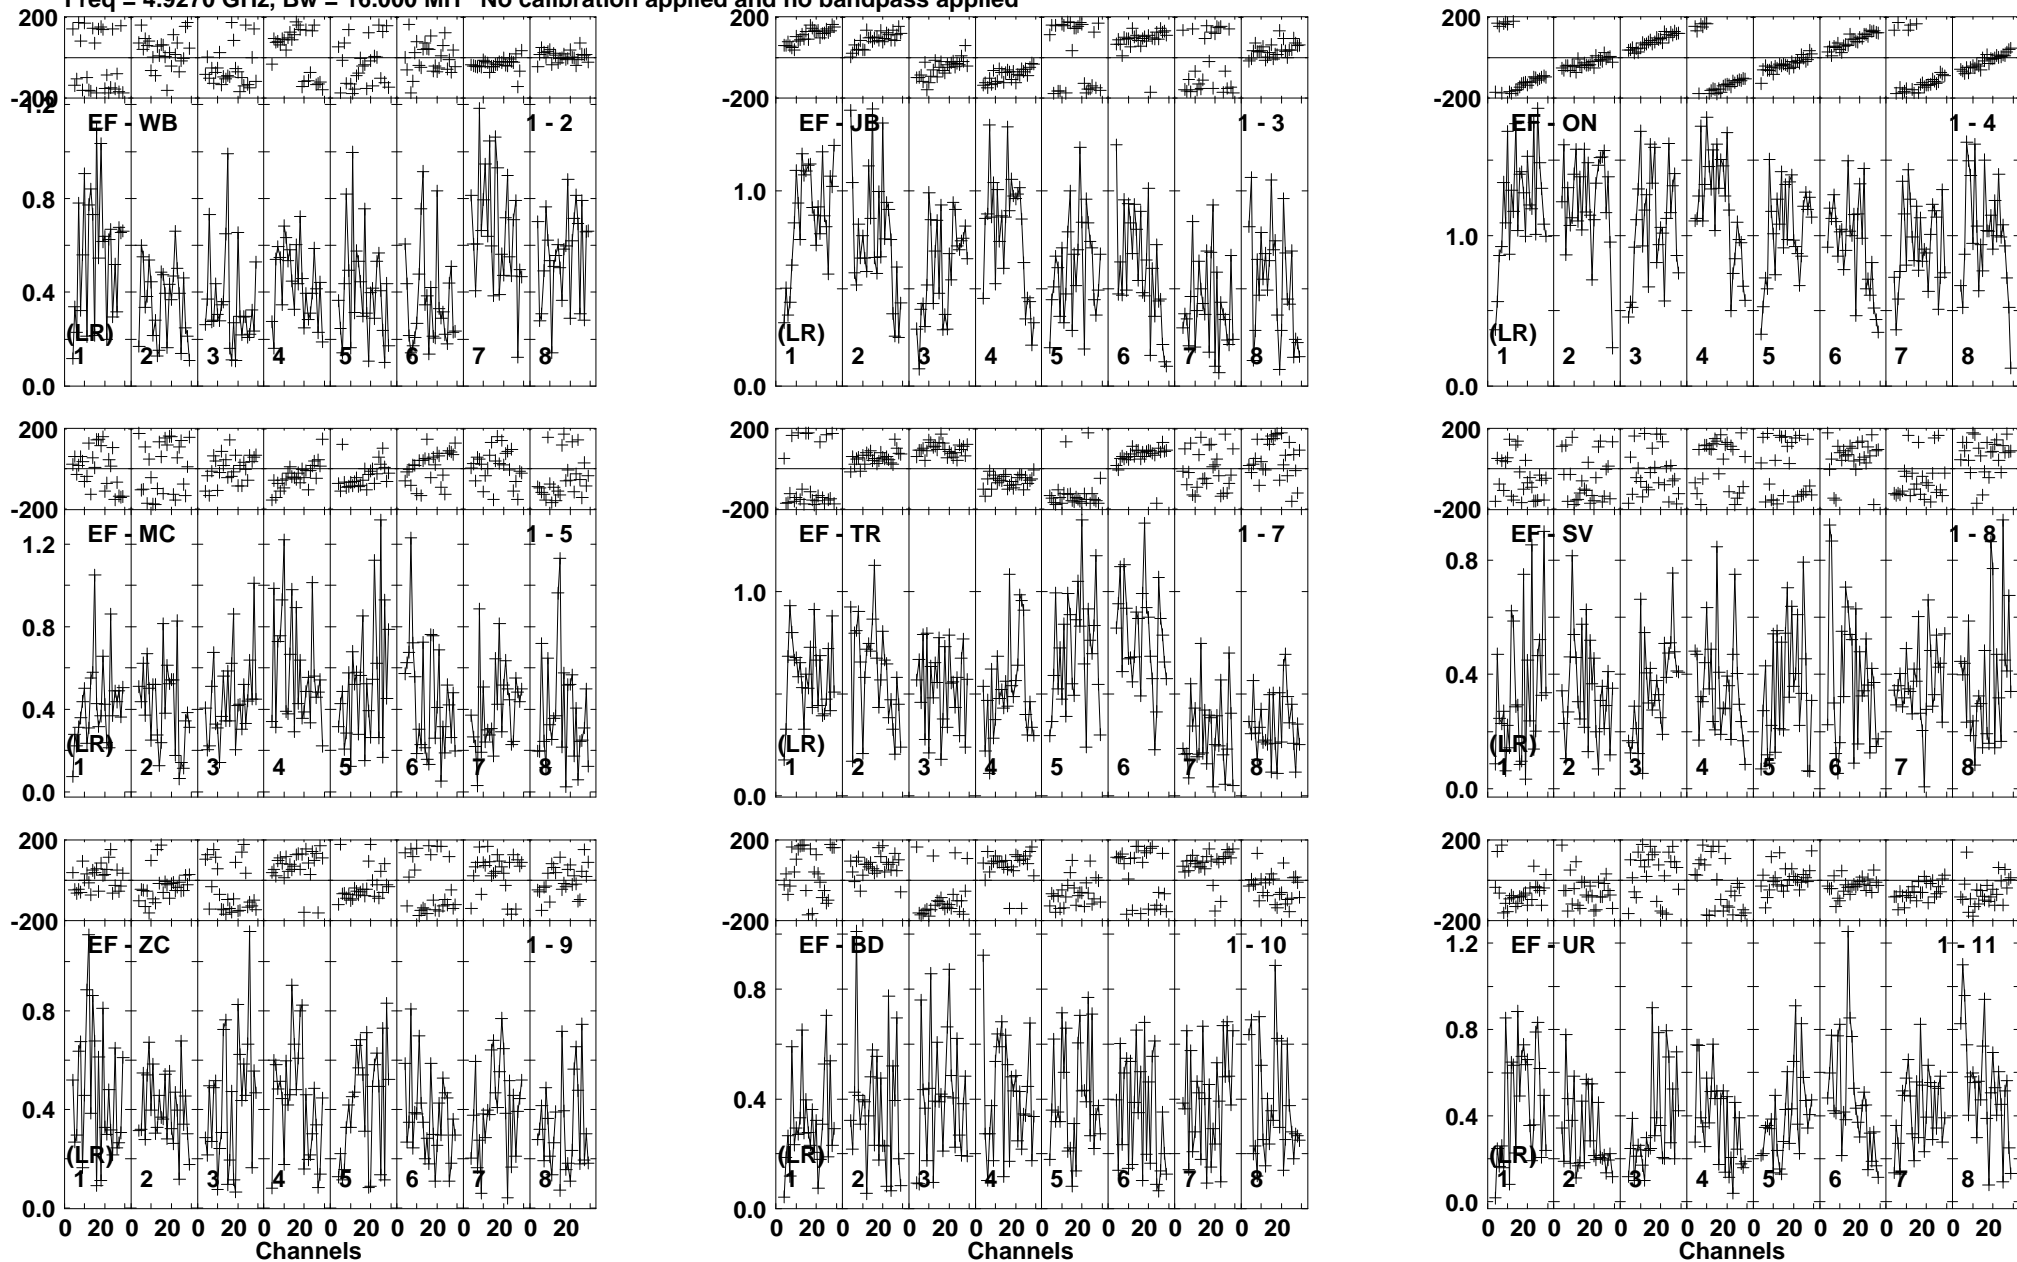 Freq = 4.9270 GHz, Bw = 16.000 MH No calibration applied and no bandpass applied
200 200 200
-200 -200 -200
1.2
EF - WB 1 - 2 EF - JB 1 - 3 EF - ON 1 - 4
0.8 1.0 1.0
0.4
(LR) (LR) (LR)
1 2 3 4 5 6 7 8 1 2 3 4 5 6 7 8 1 2 3 4 5 6 7 8
0.0 0.0 0.0
200 200 200
-200 -200 -200
EF - MC 1 - 5 EF - TR 1 - 7 EF - SV 1 - 8
1.2 1.0 0.8
0.8
0.4 0.4
(LR) (LR) (LR)
1 2 3 4 5 6 7 8 1 2 3 4 5 6 7 8 1 2 3 4 5 6 7 8
0.0 0.0 0.0
200 200 200
-200 -200 -200
EF - ZC 1 - 9 EF - BD 1 - 10 EF - UR 1 - 11
1.2
0.8 0.8 0.8
0.4 0.4 0.4
(LR) (LR) (LR)
1 2 3 4 5 6 7 8 1 2 3 4 5 6 7 8 1 2 3 4 5 6 7 8
0.0 0.0 0.0
0 20 0 20 0 20 0 20 0 20 0 20 0 20 0 20 0 20 0 20 0 20 0 20 0 20 0 20 0 20 0 20 0 20 0 20 0 20 0 20 0 20 0 20 0 20 0 20
Channels Channels